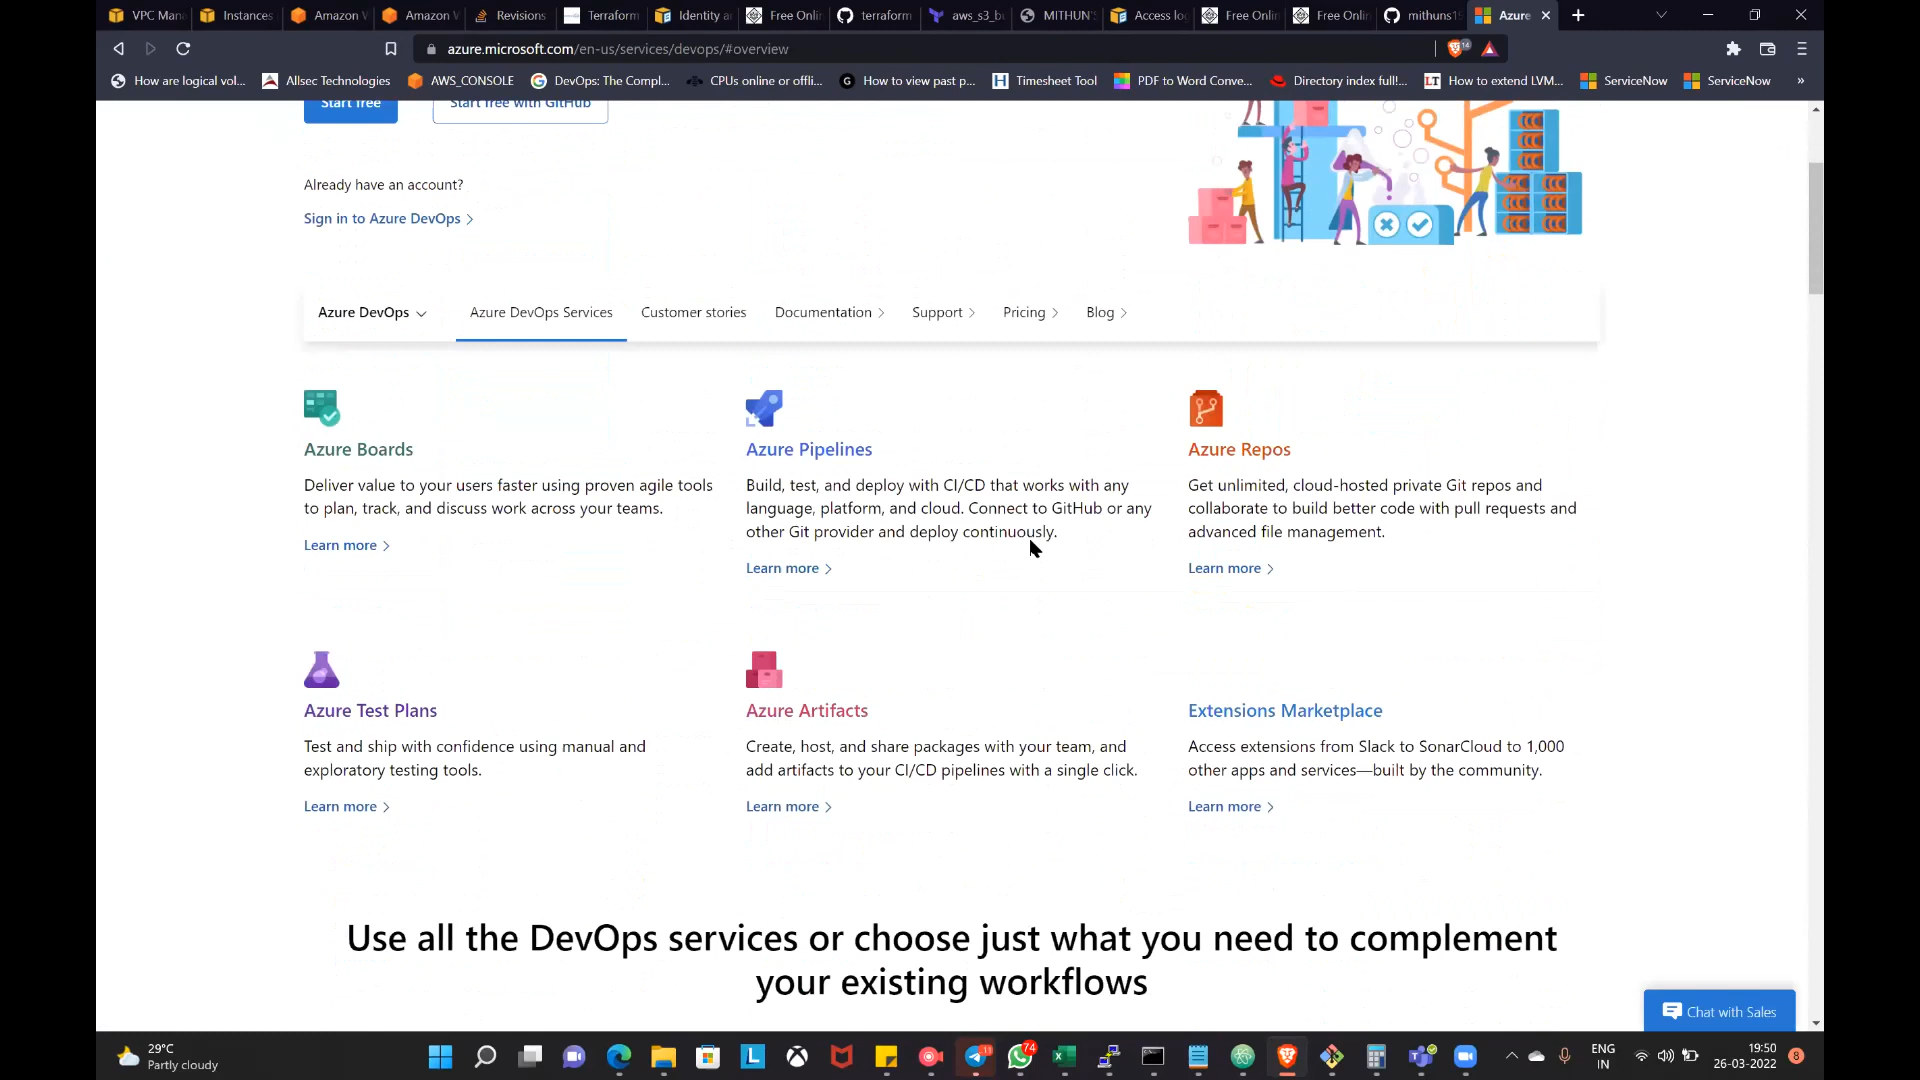 VPC Man
Instances
Amazon V
Amazon V
Revisions
Terraform
Identity a
Free Onli
terraform
aws_s3_bu
MITHUN'S
Access lo
Free Onli
Free Onli
mithuns1
Azure
azure.microsoft.com/en-us/services/devops/#overview
14
How are logical vol...
Allsec Technologies
AWS_CONSOLE
DevOps: The Compl...
CPUs online or offli...
How to view past p...
Timesheet Tool
PDF to Word Conve...
Directory index full!...
How to extend LVM...
ServiceNow
ServiceNow
Start free
Start free with GitHub
Already have an account?
Sign in to Azure DevOps
Azure DevOps
Azure DevOps Services
Customer stories
Documentation
Support
Pricing
Blog
Azure Boards
Deliver value to your users faster using proven agile tools
to plan, track, and discuss work across your teams.
Learn more
Azure Pipelines
Build, test, and deploy with CI/CD that works with any
language, platform, and cloud. Connect to GitHub or any
other Git provider and deploy continuously.
Learn more
Azure Repos
Get unlimited, cloud-hosted private Git repos and
collaborate to build better code with pull requests and
advanced file management.
Learn more
Azure Test Plans
Test and ship with confidence using manual and
exploratory testing tools.
Learn more
Azure Artifacts
Create, host, and share packages with your team, and
add artifacts to your CI/CD pipelines with a single click.
Learn more
Extensions Marketplace
Access extensions from Slack to SonarCloud to 1,000
other apps and services—built by the community.
Learn more
Use all the DevOps services or choose just what you need to complement
your existing workflows
Chat with Sales
29°C
Partly cloudy
74
ENG
IN
19:50
26-03-2022
8